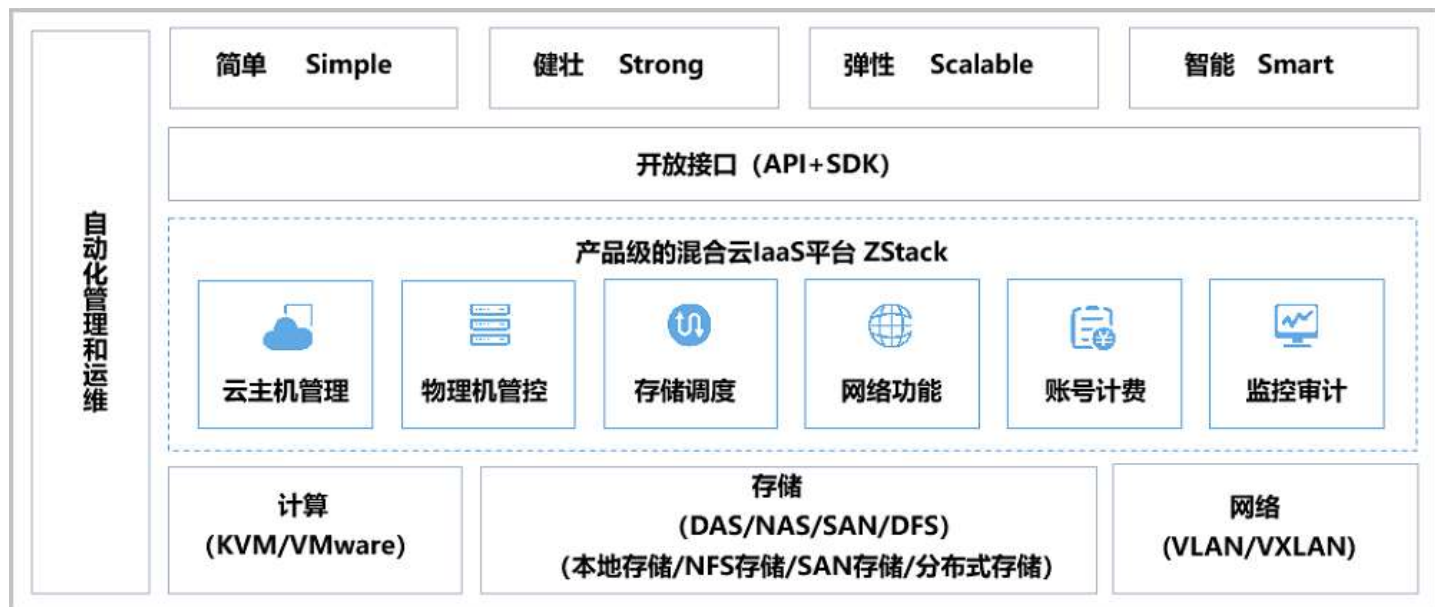 简单 Simple
健壮 Strong
弹性 Scalable
智能 Smart
开放接口（API+SDK）
自动化管理和运维
产品级的混合云IaaS平台 ZStack
云主机管理
物理机管控
存储调度
网络功能
账号计费
监控审计
计算
(KVM/VMware)
存储
(DAS/NAS/SAN/DFS)
(本地存储/NFS存储/SAN存储/分布式存储)
网络
(VLAN/VXLAN)